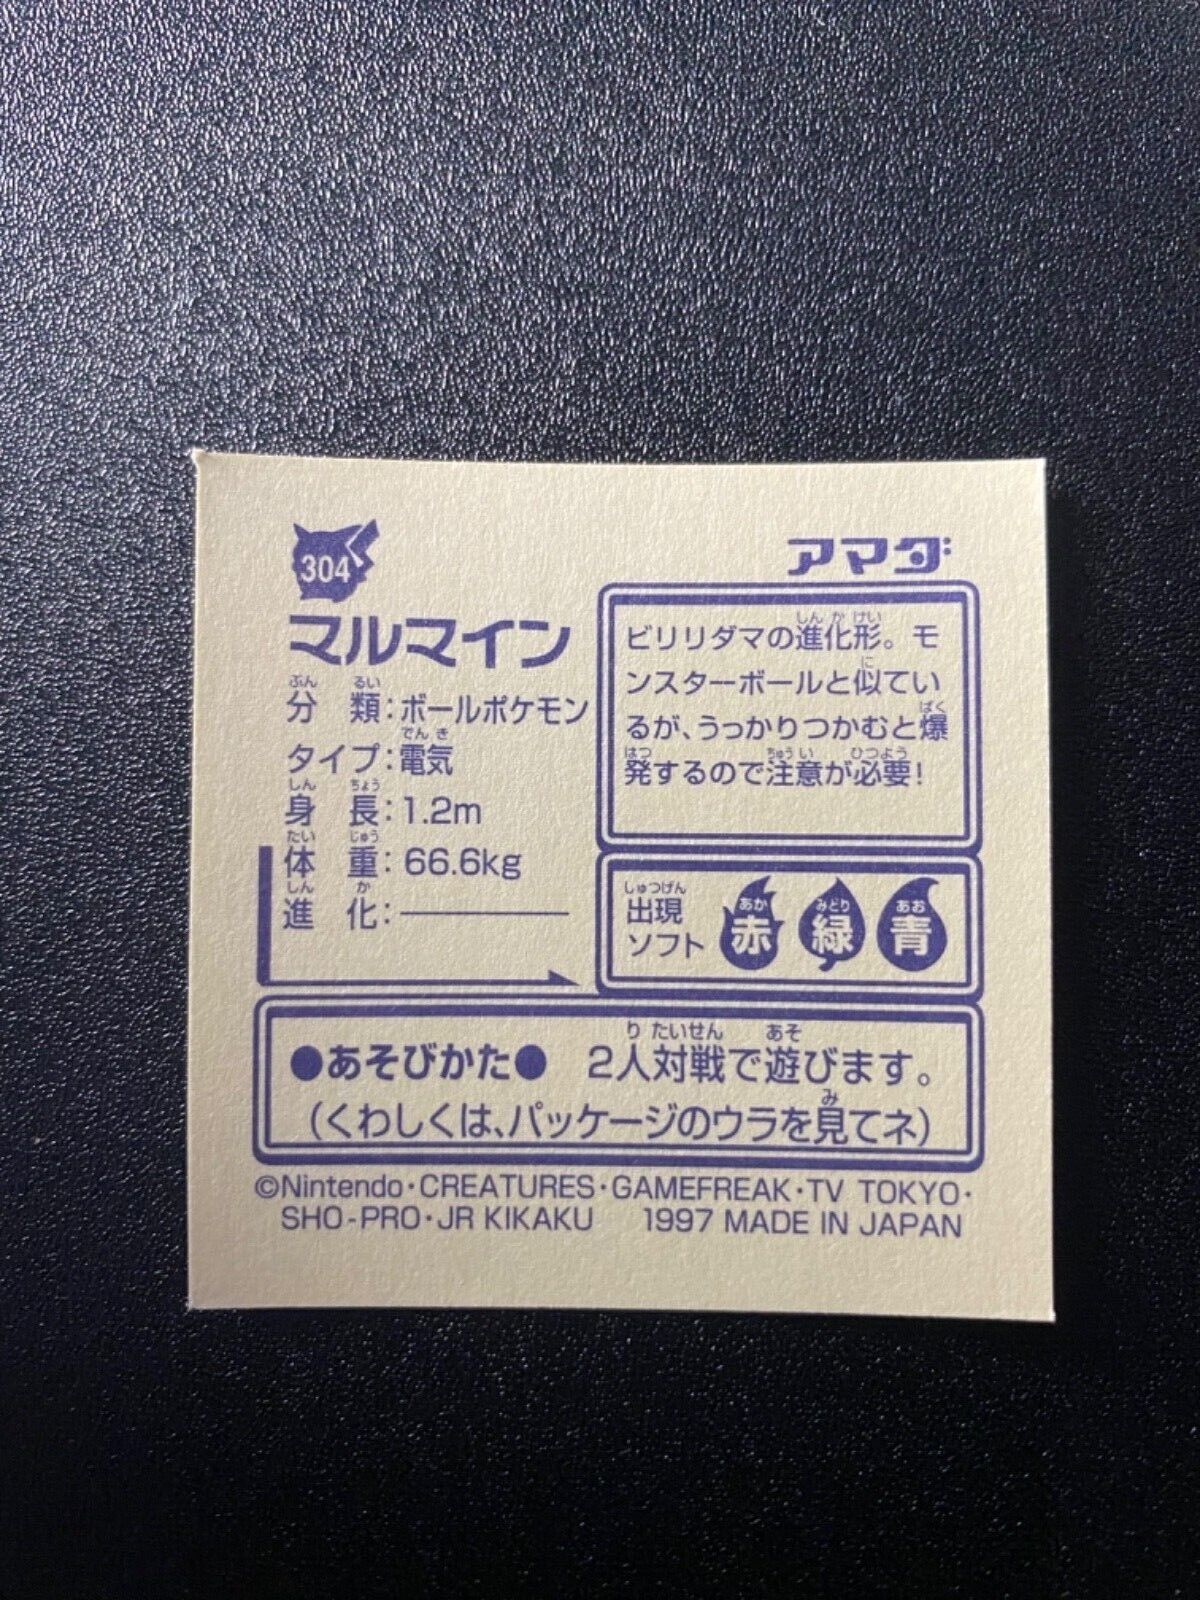 304
マルマイン
ぶん るい
分 類:ボールポケモン
でんき
タイプ:電気
しん ちょう
身 長:1.2m
たい じゅう
体 重:66.6kg
しん か
進 化:————
アマダ
しんかけい
ビリリダマの進化形。モ
に
ンスターボールと似てい
ばく
るが、うっかりつかむと爆
はつ ちゅうい ひつよう
発するので注意が必要!
しゅつげん
出現
ソフト
あか
赤
みどり
緑
あお
青
り たいせん あそ
●あそびかた● 2人対戦で遊びます。
み
(くわしくは、パッケージのウラを見てネ)
©Nintendo・CREATURES・GAMEFREAK・TV TOKYO・
SHO-PRO・JR KIKAKU 1997 MADE IN JAPAN